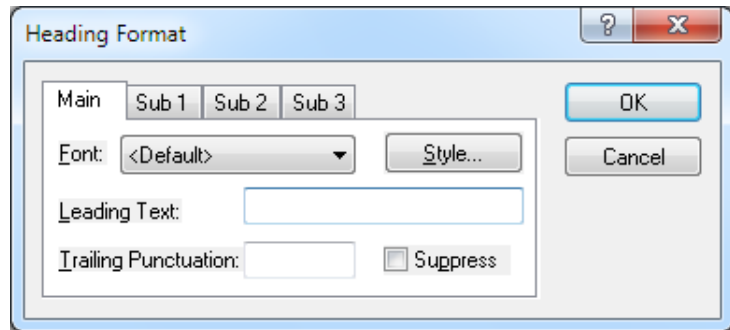 Heading Format
?
X
Main Sub 1 Sub 2 Sub 3
OK
Font: <Default> Style...
Cancel
Leading Text:
Trailing Punctuation: Suppress